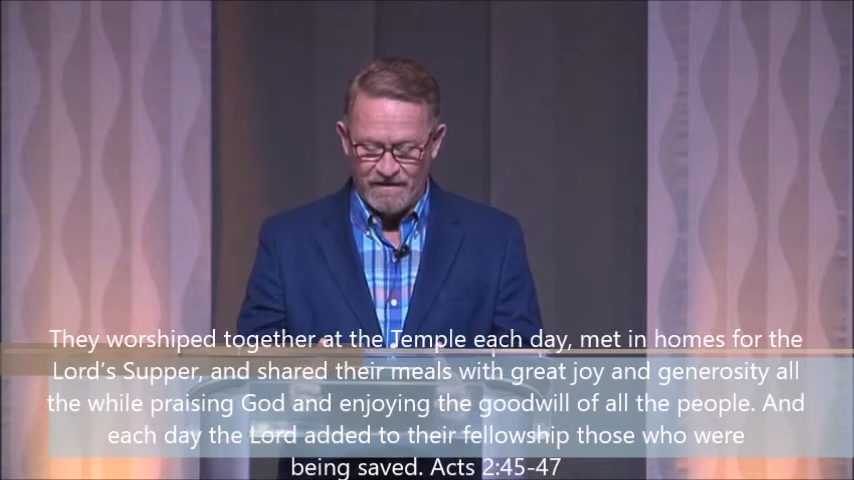 They worshiped together at the Temple each day, met in homes for the
Lord’s Supper, and shared their meals with great joy and generosity all
the while praising God and enjoying the goodwill of all the people. And
each day the Lord added to their fellowship those who were
being saved. Acts 2:45-47